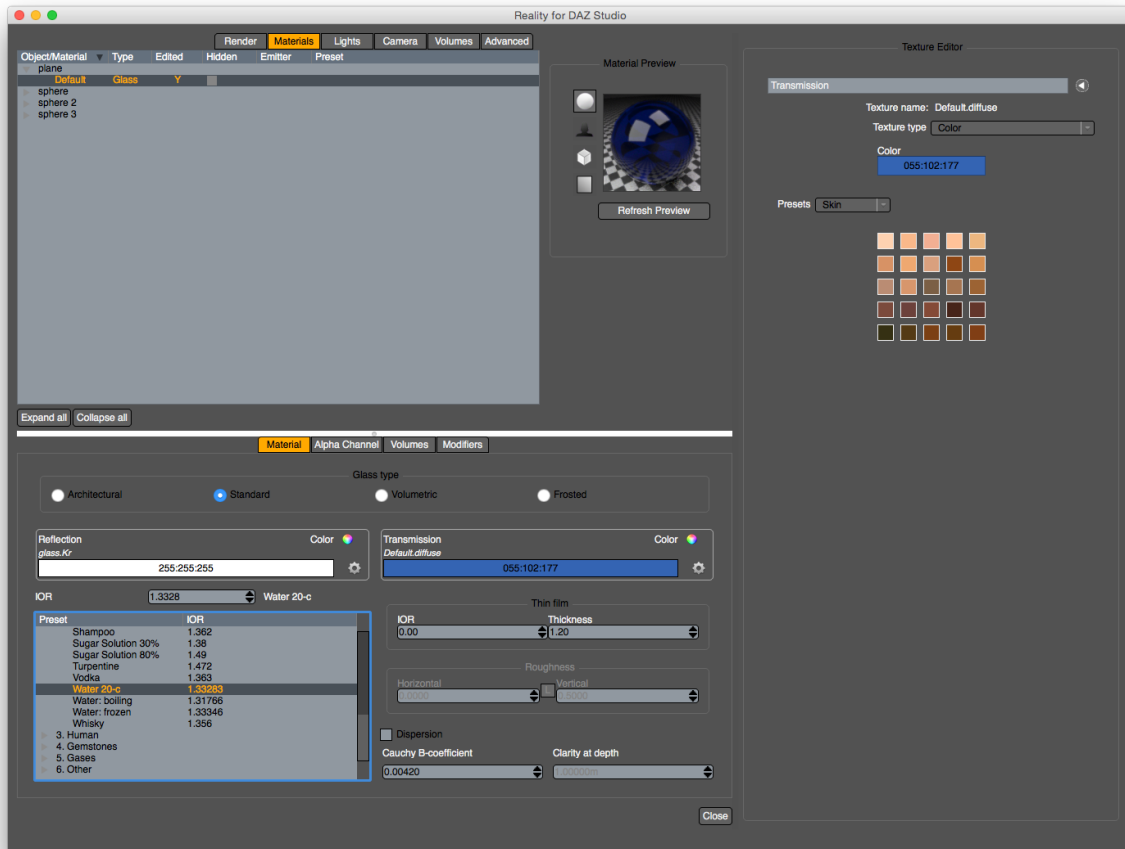 Reality for DAZ Studio
Render Materials Lights Camera Volumes Advanced
Object/Material Type Edited Hidden Emitter Preset
plane
Default Glass Y
sphere
sphere 2
sphere 3
Material Preview
Refresh Preview
Expand all Collapse all
Material Alpha Channel Volumes Modifiers
Glass type
Architectural Standard Volumetric Frosted
Reflection Color
glass.Kr
255:255:255
Transmission Color
Default.diffuse
055:102:177
IOR 1.3328 Water 20-c
Preset IOR
Shampoo 1.362
Sugar Solution 30% 1.38
Sugar Solution 80% 1.49
Turpentine 1.472
Vodka 1.363
Water 20-c 1.33283
Water: boiling 1.31766
Water: frozen 1.33346
Whisky 1.356
3. Human
4. Gemstones
5. Gases
6. Other
Thin film
IOR Thickness
0.00 1.20
Roughness
Horizontal Vertical
0.0000 L 0.5000
Dispersion
Cauchy B-coefficient Clarity at depth
0.00420 1.00000m
Close
Texture Editor
Transmission
Texture name: Default.diffuse
Texture type Color
Color
055:102:177
Presets Skin